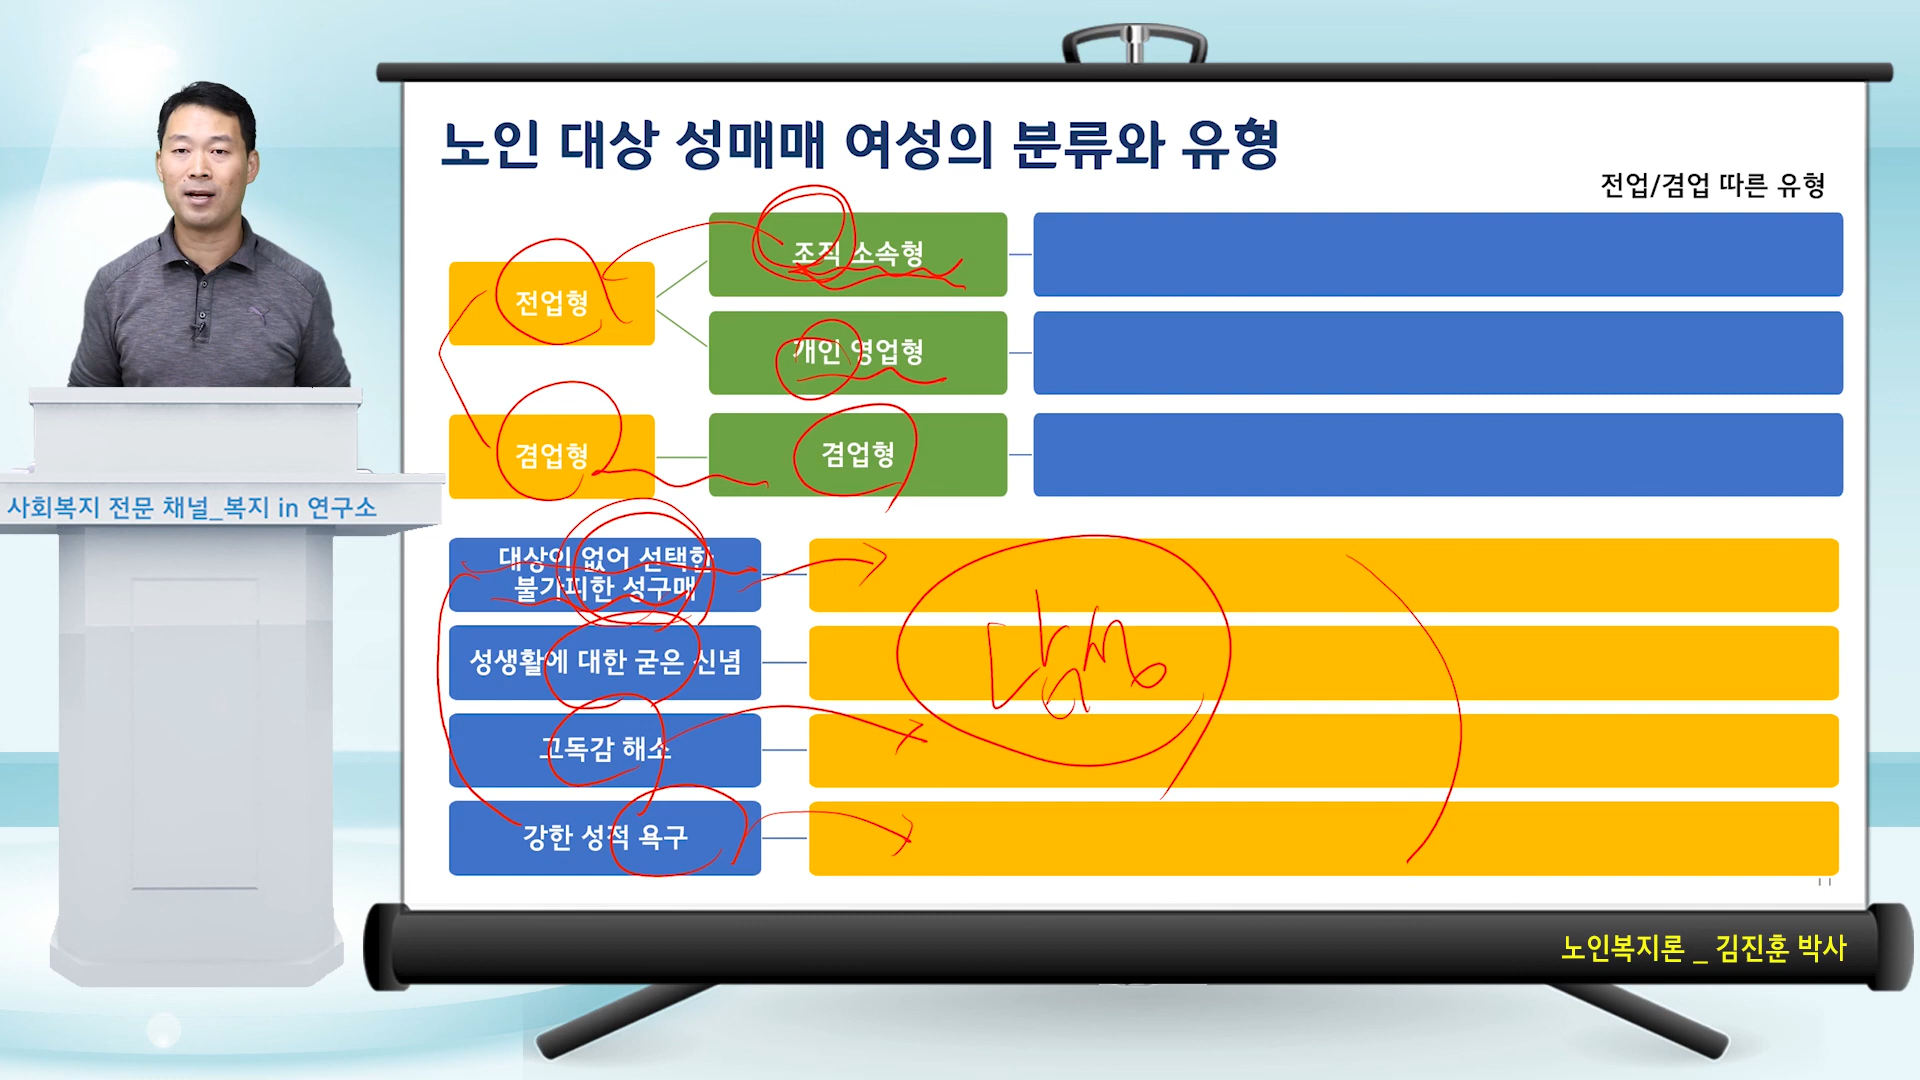 노인 대상 성매매 여성의 분류와 유형
전업/겸업 따른 유형
전업형
조직 소속형
개인 영업형
겸업형
겸업형
대상이 없어 선택한
불가피한 성구매
성생활에 대한 굳은 신념
고독감 해소
강한 성적 욕구
남성
사회복지 전문 채널_복지 in 연구소
노인복지론 _ 김진훈 박사